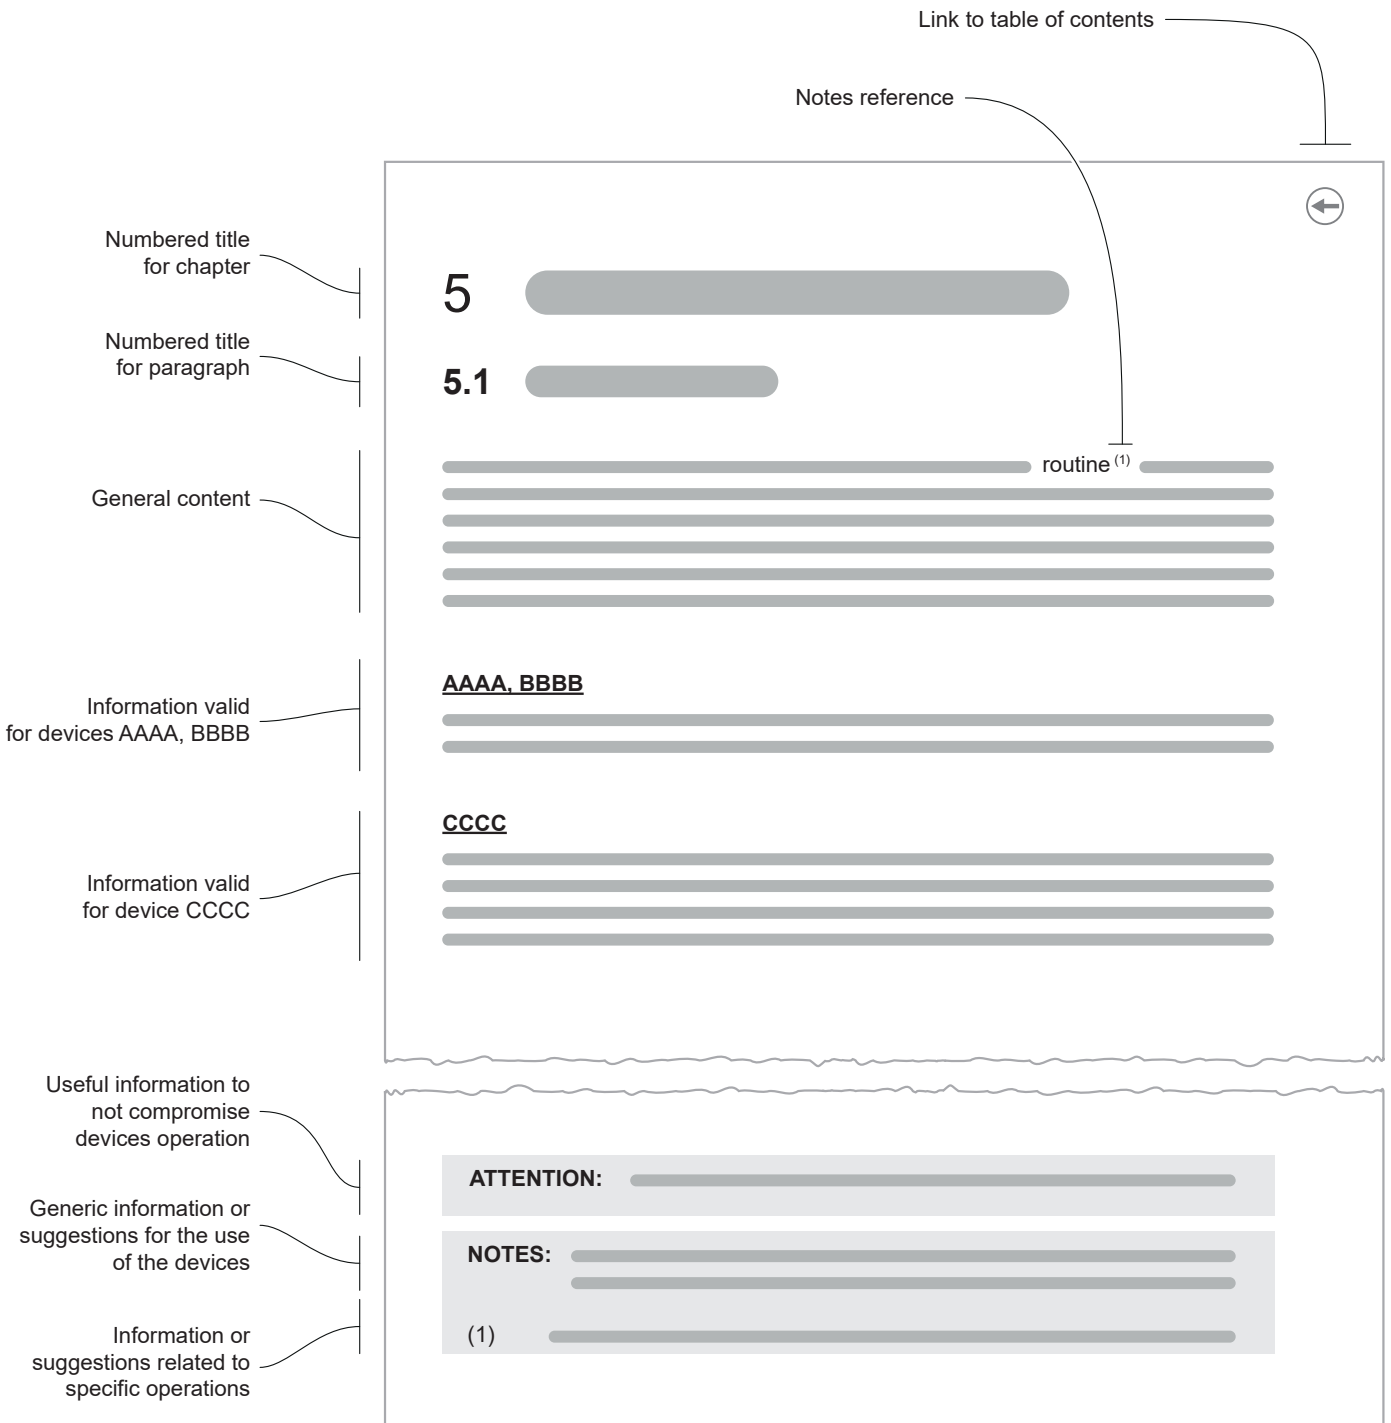 Link to table of contents
Notes reference
Numbered title
for chapter
5
Numbered title
for paragraph
5.1
routine (1)
General content
AAAA, BBBB
Information valid
for devices AAAA, BBBB
CCCC
Information valid
for device CCCC
Useful information to
not compromise
devices operation
ATTENTION:
Generic information or
suggestions for the use
of the devices
NOTES:
(1)
Information or
suggestions related to
specific operations